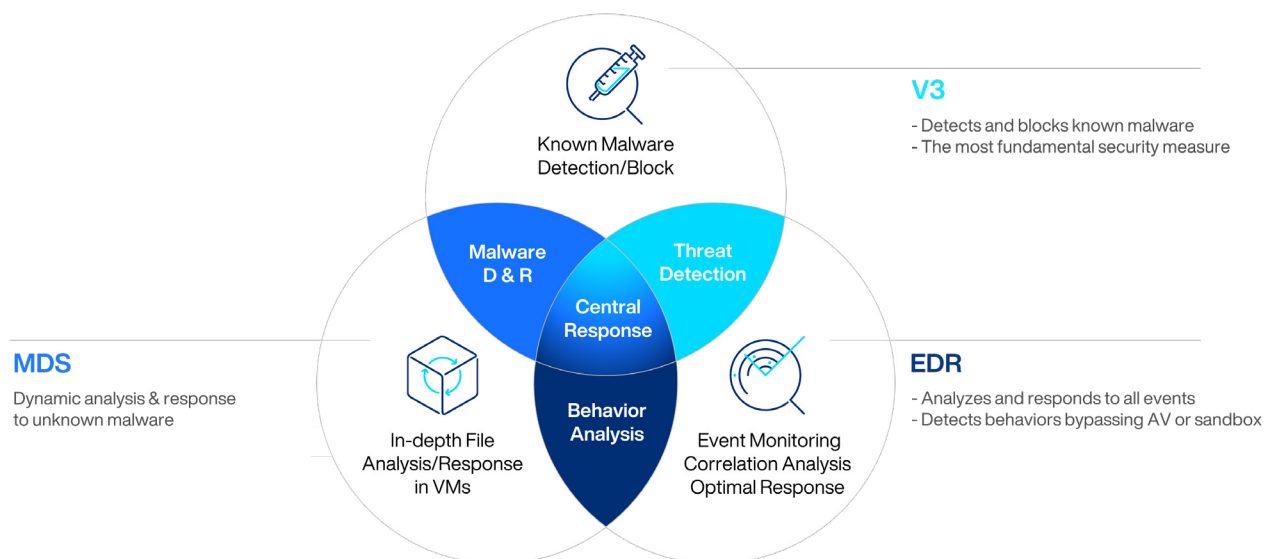 Known Malware
Detection/Block
V3
- Detects and blocks known malware
- The most fundamental security measure
Malware
D & R
Threat
Detection
Central
Response
MDS
Dynamic analysis & response
to unknown malware
In-depth File
Analysis/Response
in VMs
Behavior
Analysis
Event Monitoring
Correlation Analysis
Optimal Response
EDR
- Analyzes and responds to all events
- Detects behaviors bypassing AV or sandbox